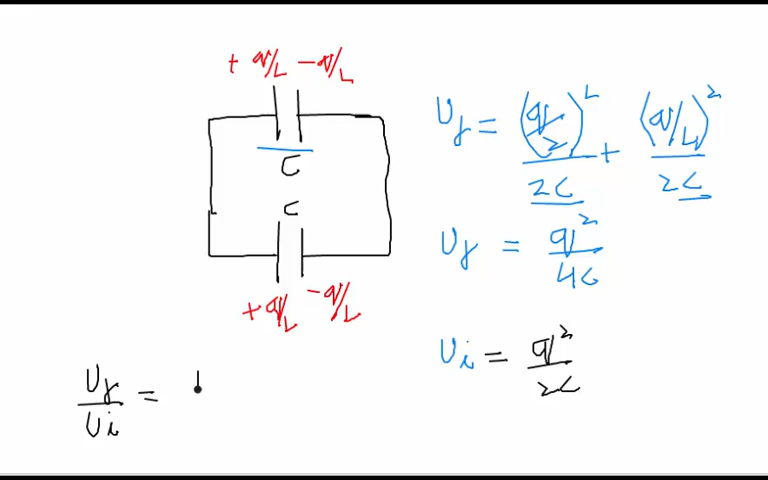 + q/2 -q/2
C
C
+q/2 -q/2
Uf = (q/2)²/2C + (q/2)²/2C
Uf = q²/4C
Ui = q²/2C
Uf/Ui =